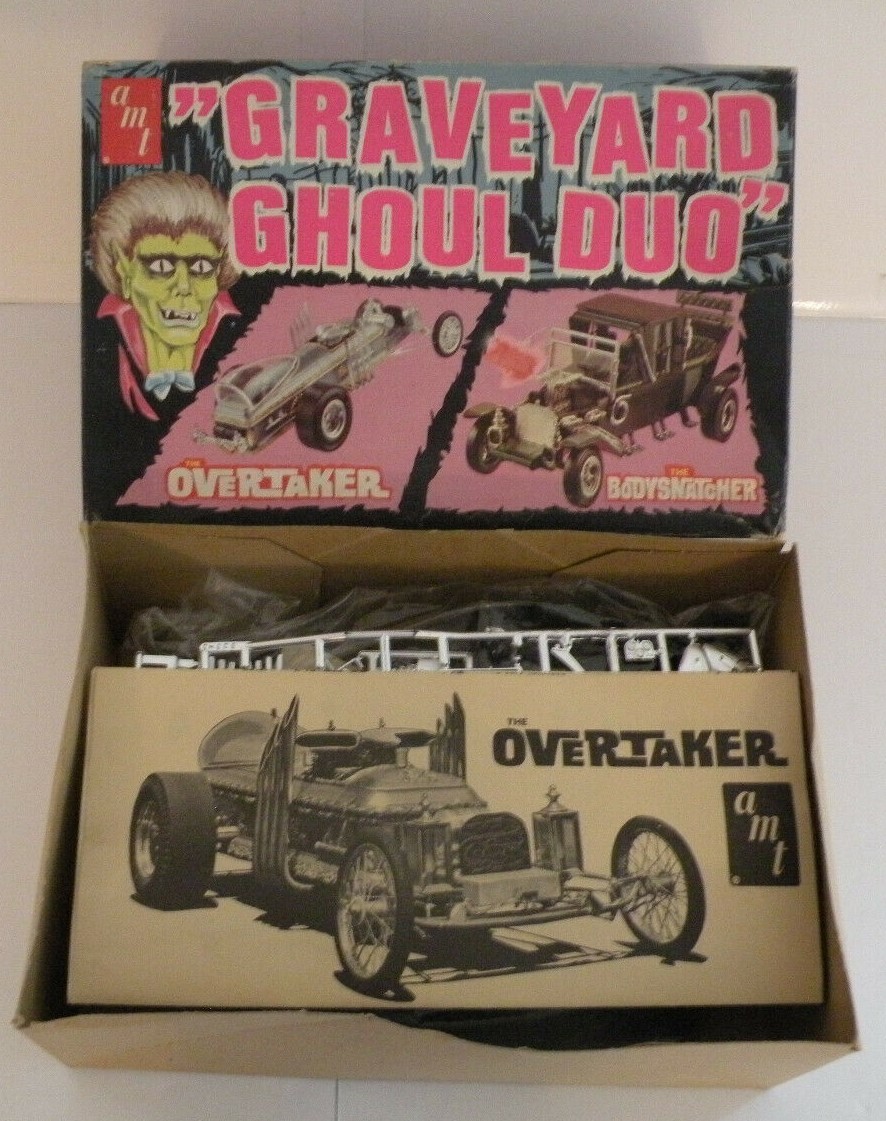 amt
"GRAVEYARD
GHOUL DUO"
THE
OVERTAKER
THE
BODYSNATCHER
THE
OVERTAKER
amt